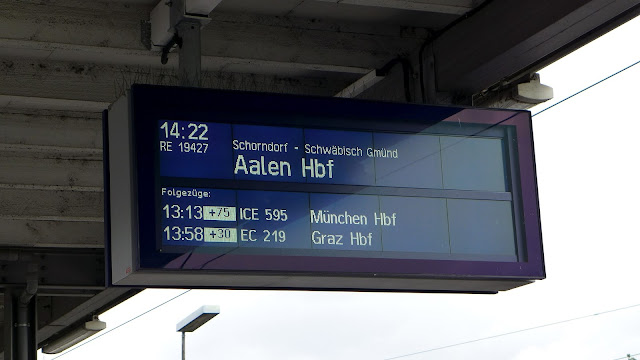 14:22 Schorndorf - Schwäbisch Gmünd
RE 19427 Aalen Hbf
Folgezüge:
13:13 +75 ICE 595 München Hbf
13:58 +30 EC 219 Graz Hbf